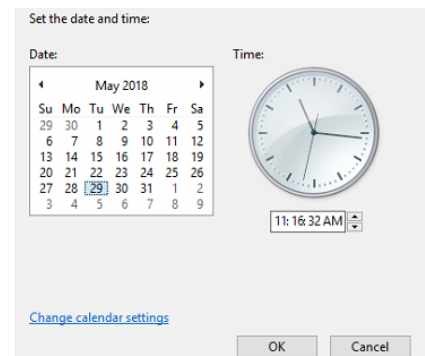 Set the date and time:
Date:
Time:
May 2018
Su Mo Tu We Th Fr Sa
29 30 1 2 3 4 5
6 7 8 9 10 11 12
13 14 15 16 17 18 19
20 21 22 23 24 25 26
27 28 29 30 31 1 2
3 4 5 6 7 8 9
11:16:32 AM
Change calendar settings
OK
Cancel